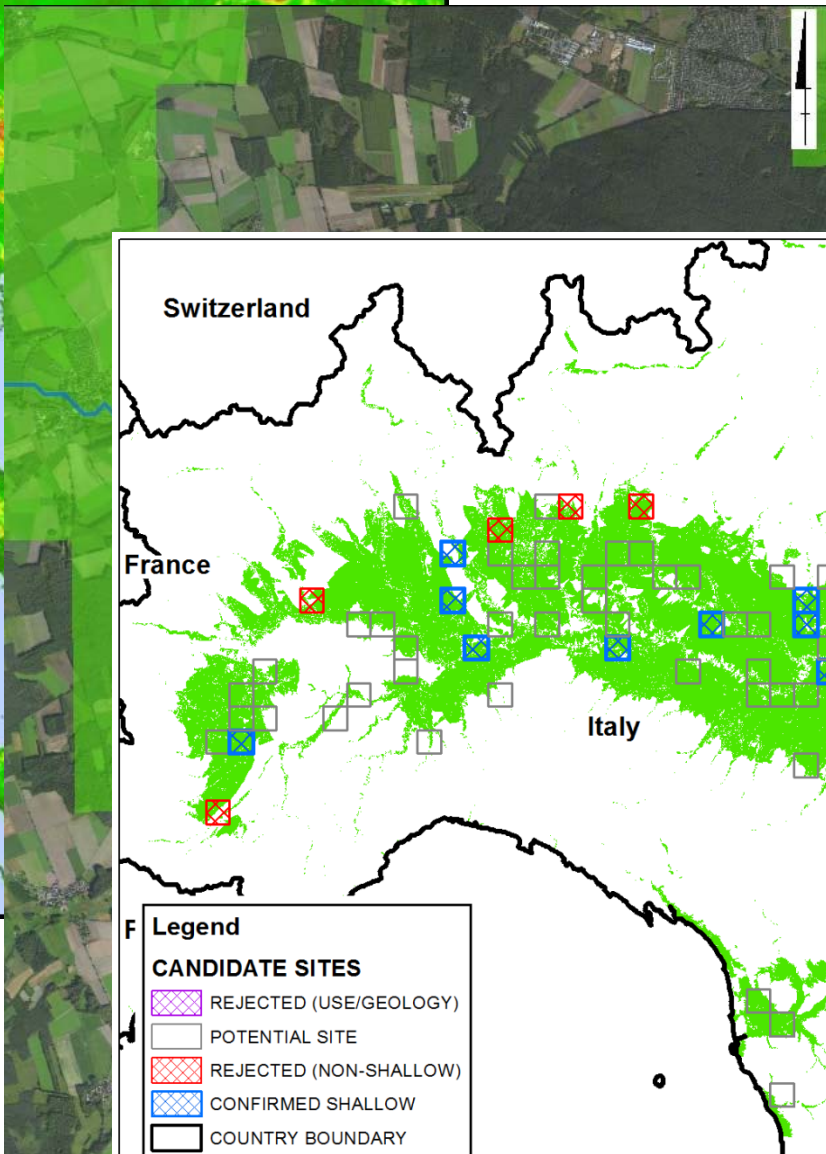 Switzerland
France
Italy
F
Legend
CANDIDATE SITES
REJECTED (USE/GEOLOGY)
POTENTIAL SITE
REJECTED (NON-SHALLOW)
CONFIRMED SHALLOW
COUNTRY BOUNDARY